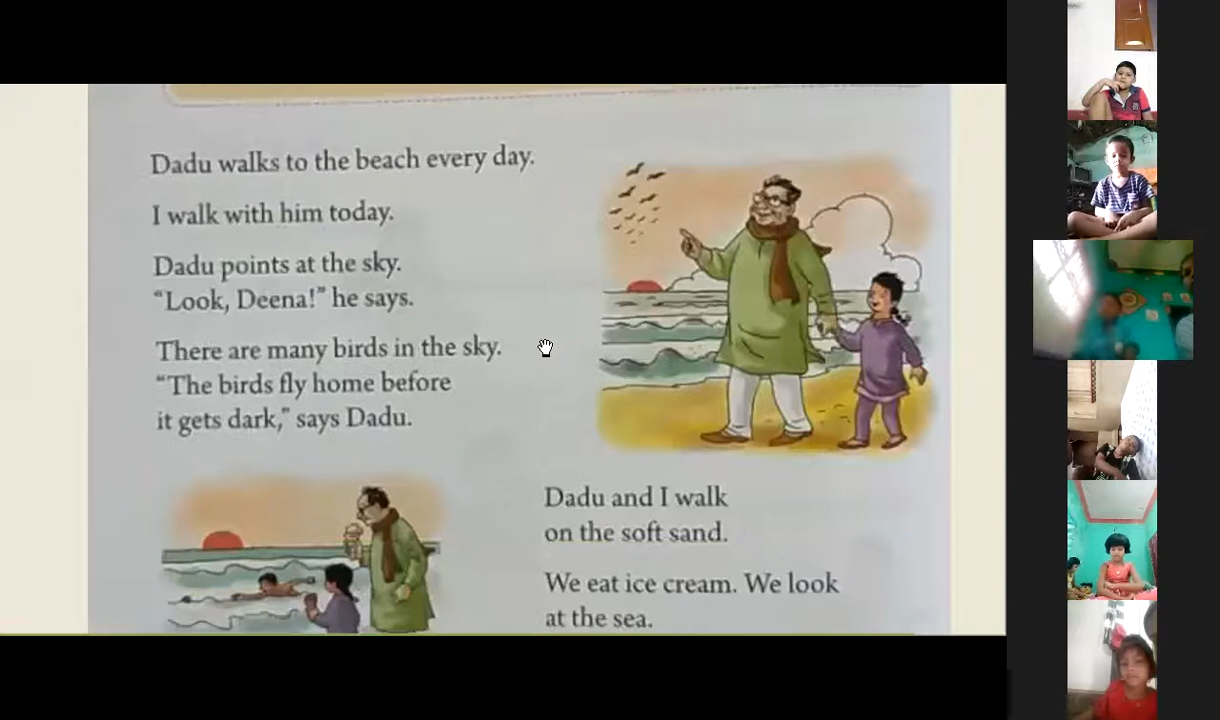 Dadu walks to the beach every day.
I walk with him today.
Dadu points at the sky.
“Look, Deena!” he says.
There are many birds in the sky.
“The birds fly home before
it gets dark,” says Dadu.
Dadu and I walk
on the soft sand.
We eat ice cream. We look
at the sea.